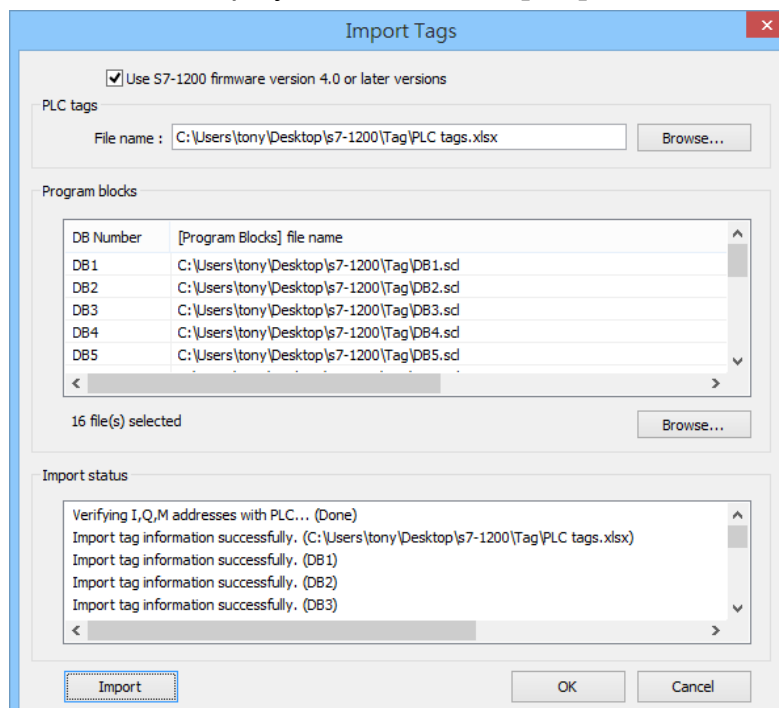 Import Tags
Use S7-1200 firmware version 4.0 or later versions
PLC tags
File name : C:\Users\tony\Desktop\s7-1200\Tag\PLC tags.xlsx Browse...
Program blocks
DB Number [Program Blocks] file name
DB1 C:\Users\tony\Desktop\s7-1200\Tag\DB1.scl
DB2 C:\Users\tony\Desktop\s7-1200\Tag\DB2.scl
DB3 C:\Users\tony\Desktop\s7-1200\Tag\DB3.scl
DB4 C:\Users\tony\Desktop\s7-1200\Tag\DB4.scl
DB5 C:\Users\tony\Desktop\s7-1200\Tag\DB5.scl
16 file(s) selected
Browse...
Import status
Verifying I,Q,M addresses with PLC... (Done)
Import tag information successfully. (C:\Users\tony\Desktop\s7-1200\Tag\PLC tags.xlsx)
Import tag information successfully. (DB1)
Import tag information successfully. (DB2)
Import tag information successfully. (DB3)
Import OK Cancel